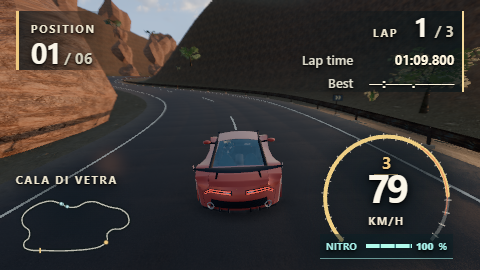 POSITION
01 / 06
LAP 1 / 3
Lap time 01:09.800
Best --:--.---
CALA DI VETRA
3
79
KM/H
NITRO 100 %